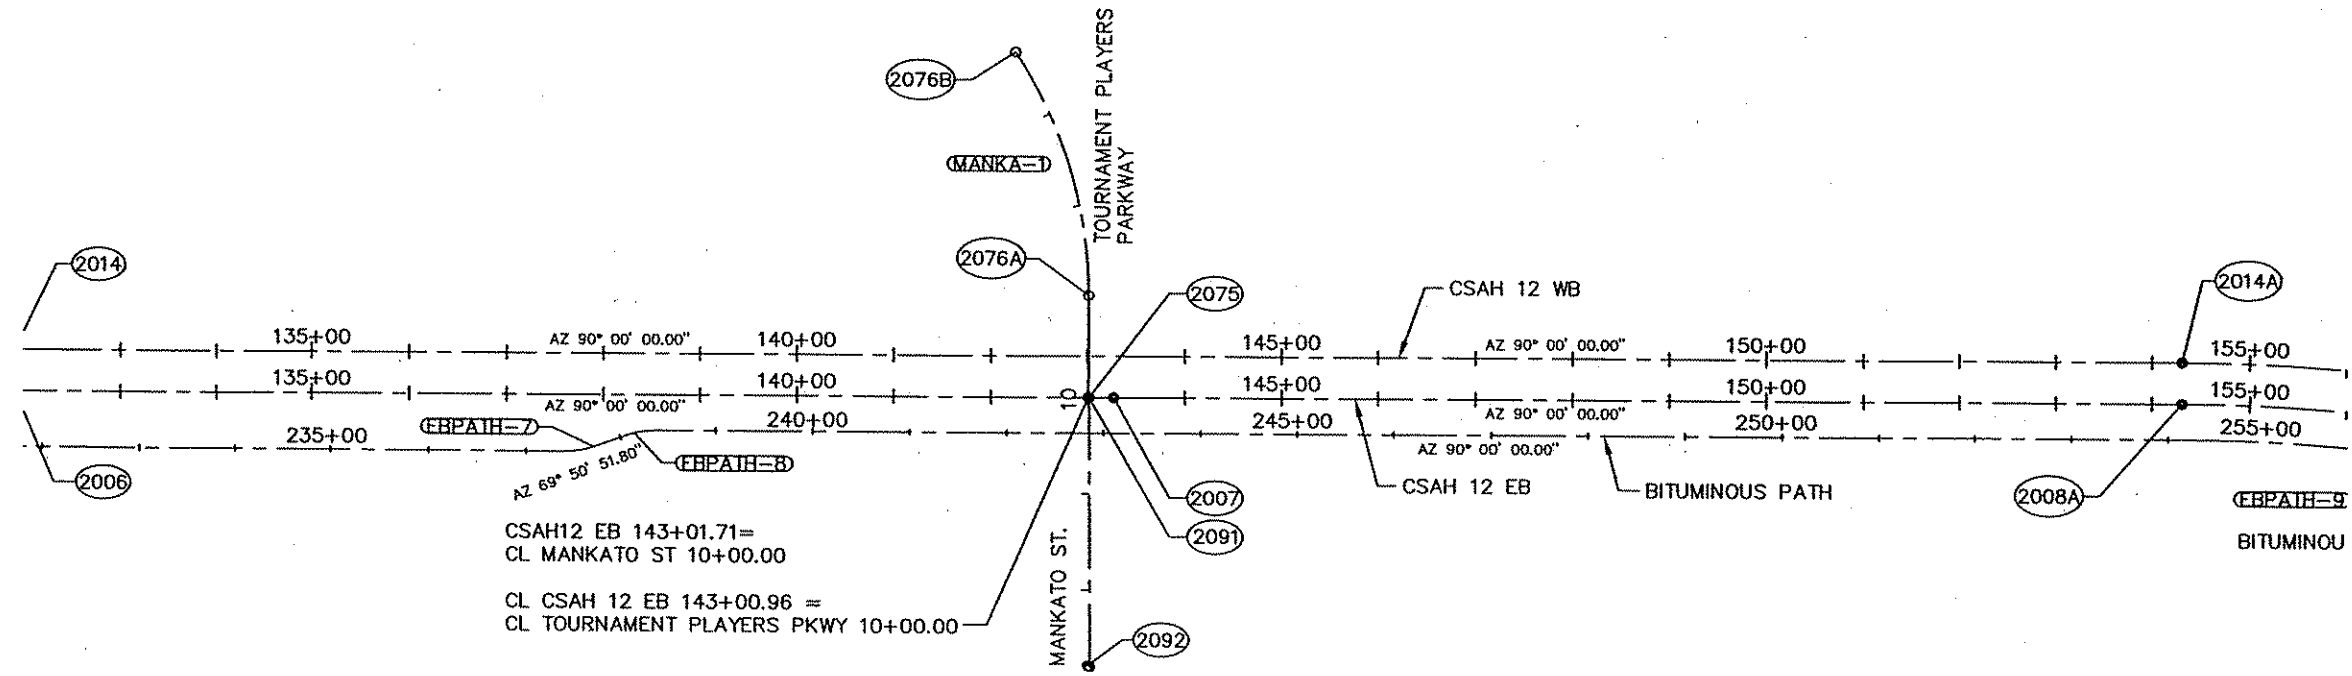 TOURNAMENT PLAYERS
PARKWAY
2076B
MANKA-1
2014
2076A
2075
CSAH 12 WB
2014A
135+00
AZ 90° 00' 00.00"
140+00
145+00
AZ 90° 00' 00.00"
150+00
155+00
135+00
AZ 90° 00' 00.00"
140+00
10
145+00
AZ 90° 00' 00.00"
150+00
155+00
235+00
EBPATH-7
240+00
245+00
AZ 90° 00' 00.00"
250+00
255+00
2006
AZ 69° 50' 51.80"
EBPATH-8
2007
CSAH 12 EB
BITUMINOUS PATH
2008A
EBPATH-9
CSAH12 EB 143+01.71=
CL MANKATO ST 10+00.00
2091
BITUMINOU
CL CSAH 12 EB 143+00.96 =
CL TOURNAMENT PLAYERS PKWY 10+00.00
MANKATO ST.
2092